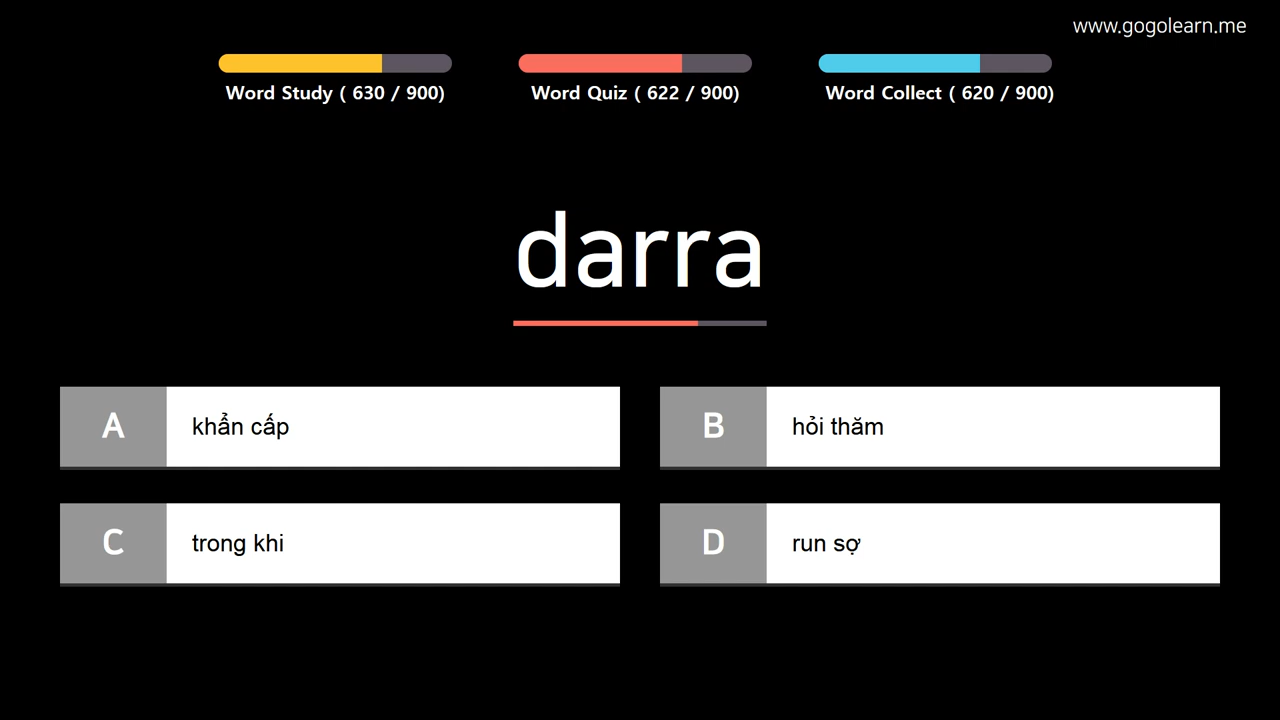 www.gogolearn.me
Word Study ( 630 / 900)
Word Quiz ( 622 / 900)
Word Collect ( 620 / 900)
darra
A khẩn cấp
B hỏi thăm
C trong khi
D run sợ